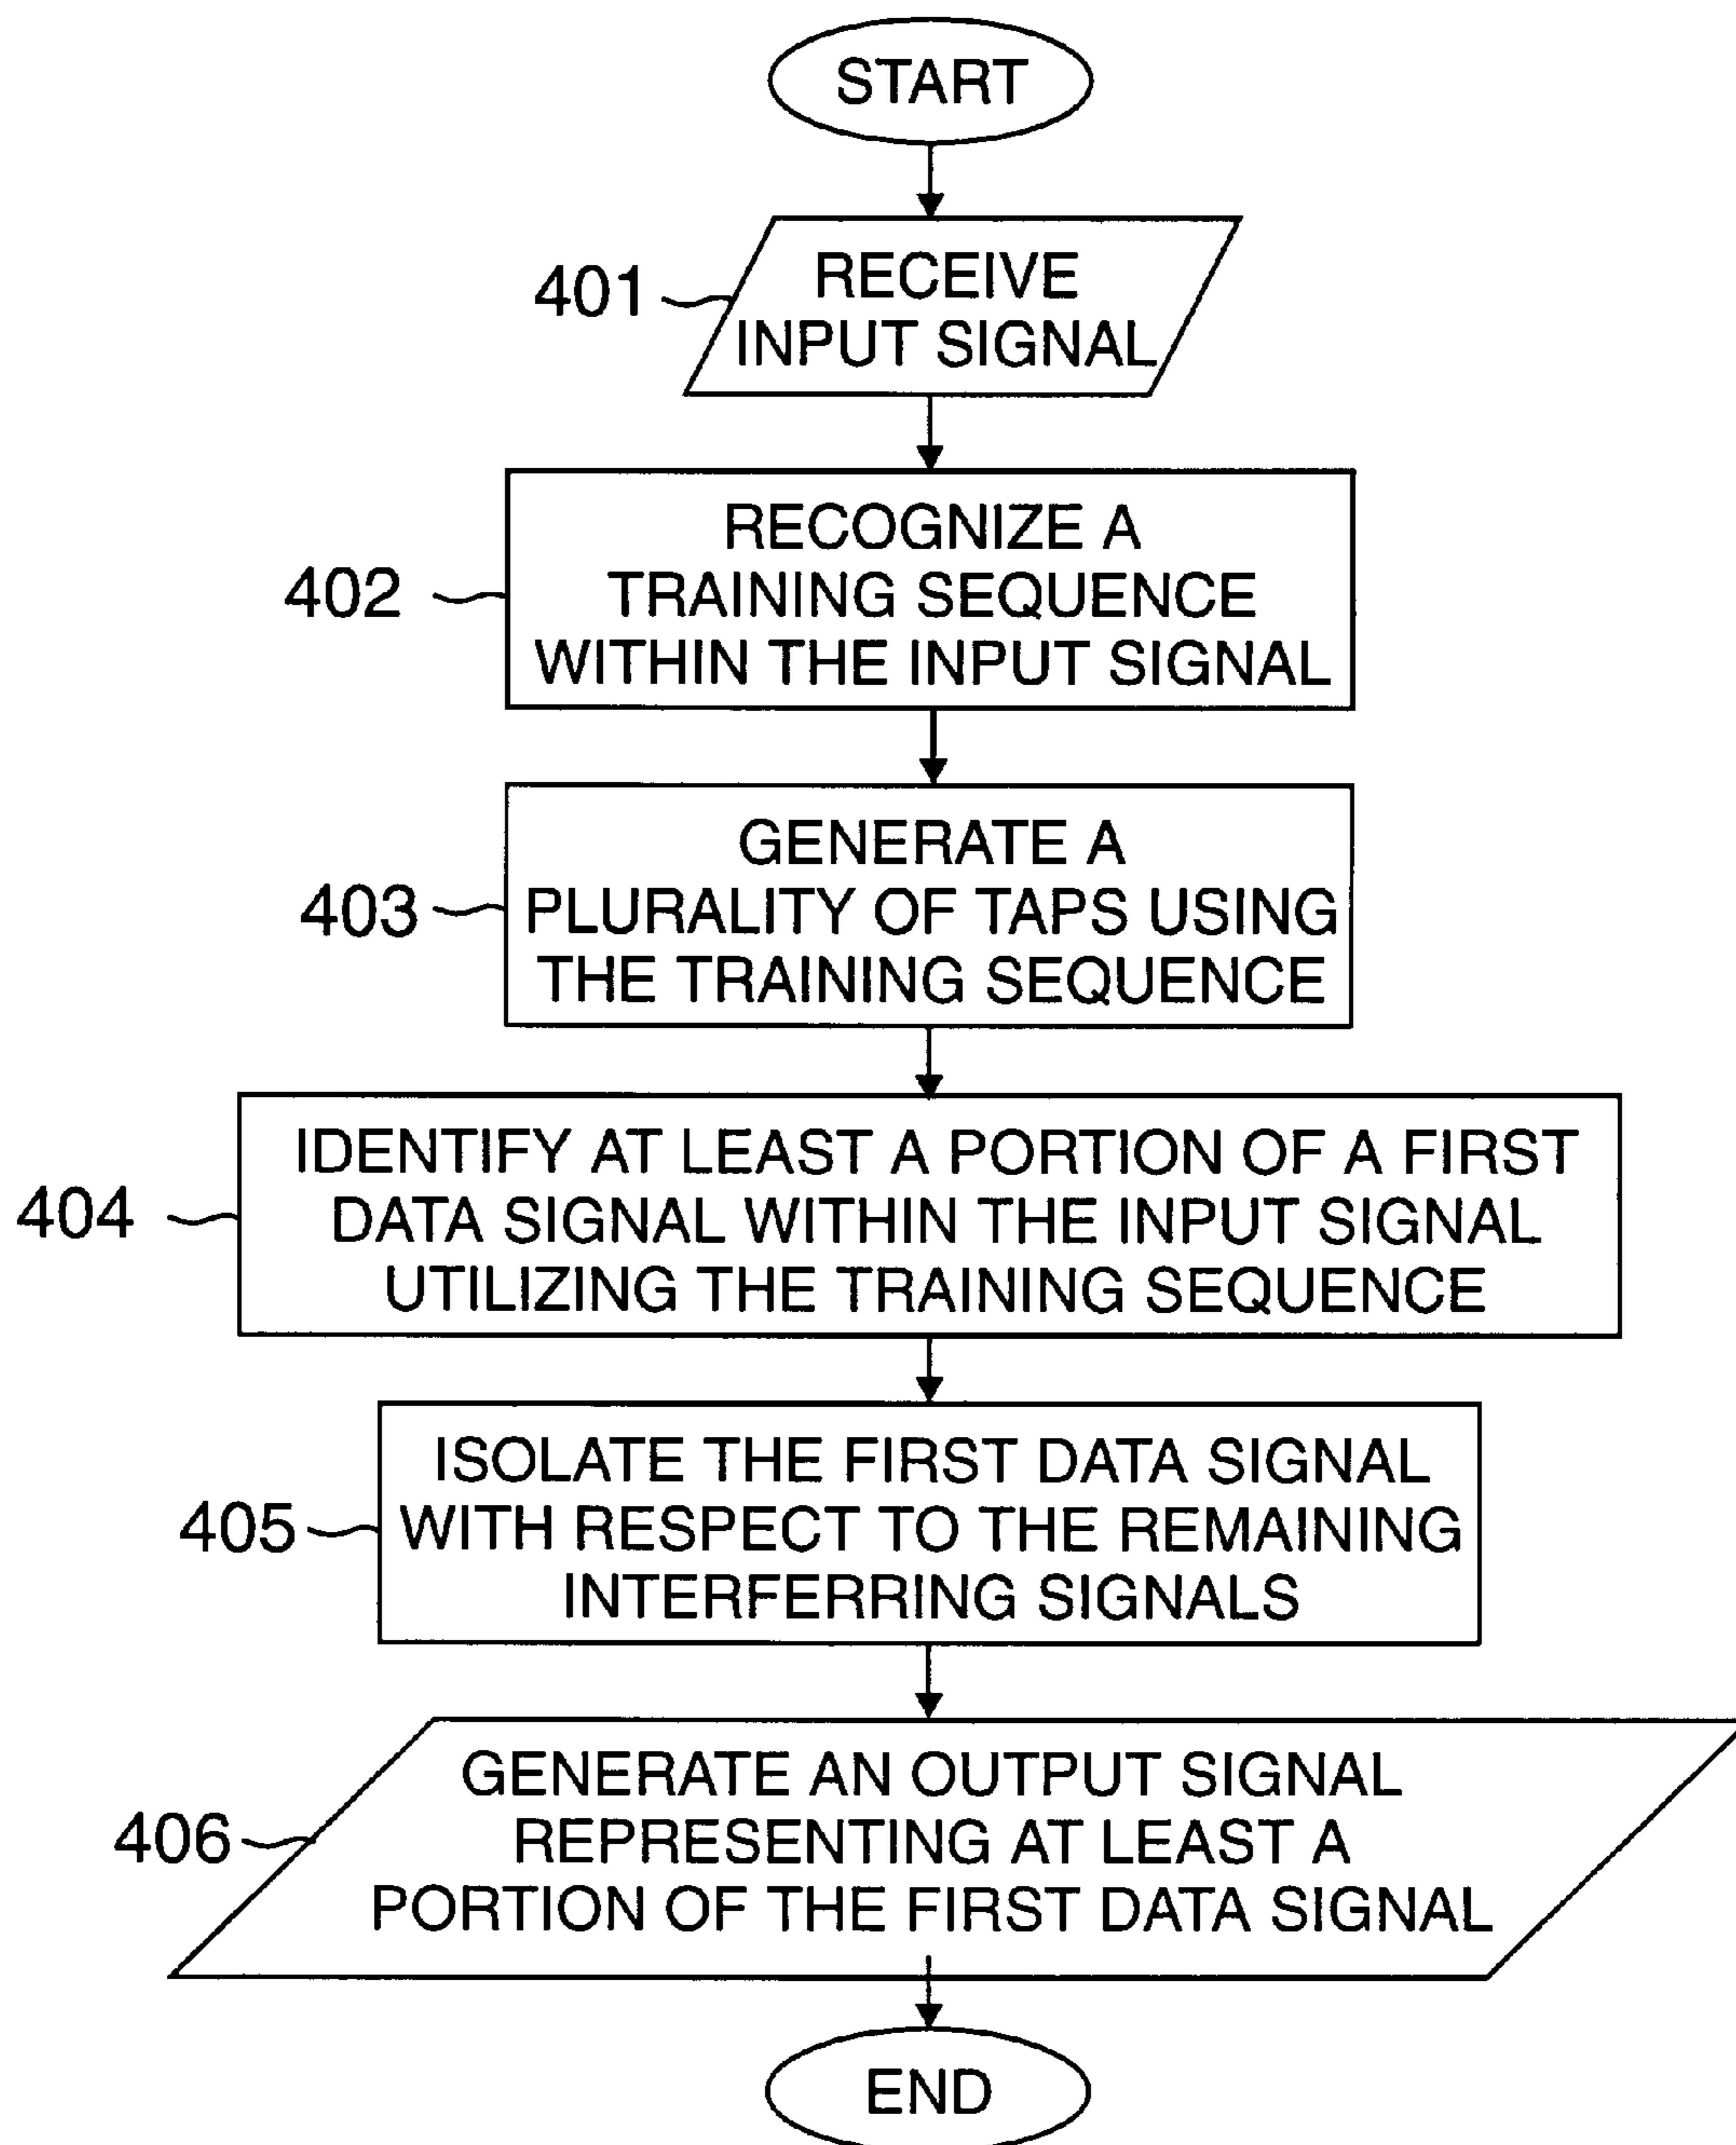 START
401
RECEIVE
INPUT SIGNAL
402
RECOGNIZE A
TRAINING SEQUENCE
WITHIN THE INPUT SIGNAL
403
GENERATE A
PLURALITY OF TAPS USING
THE TRAINING SEQUENCE
404
IDENTIFY AT LEAST A PORTION OF A FIRST
DATA SIGNAL WITHIN THE INPUT SIGNAL
UTILIZING THE TRAINING SEQUENCE
405
ISOLATE THE FIRST DATA SIGNAL
WITH RESPECT TO THE REMAINING
INTERFERRING SIGNALS
406
GENERATE AN OUTPUT SIGNAL
REPRESENTING AT LEAST A
PORTION OF THE FIRST DATA SIGNAL
END